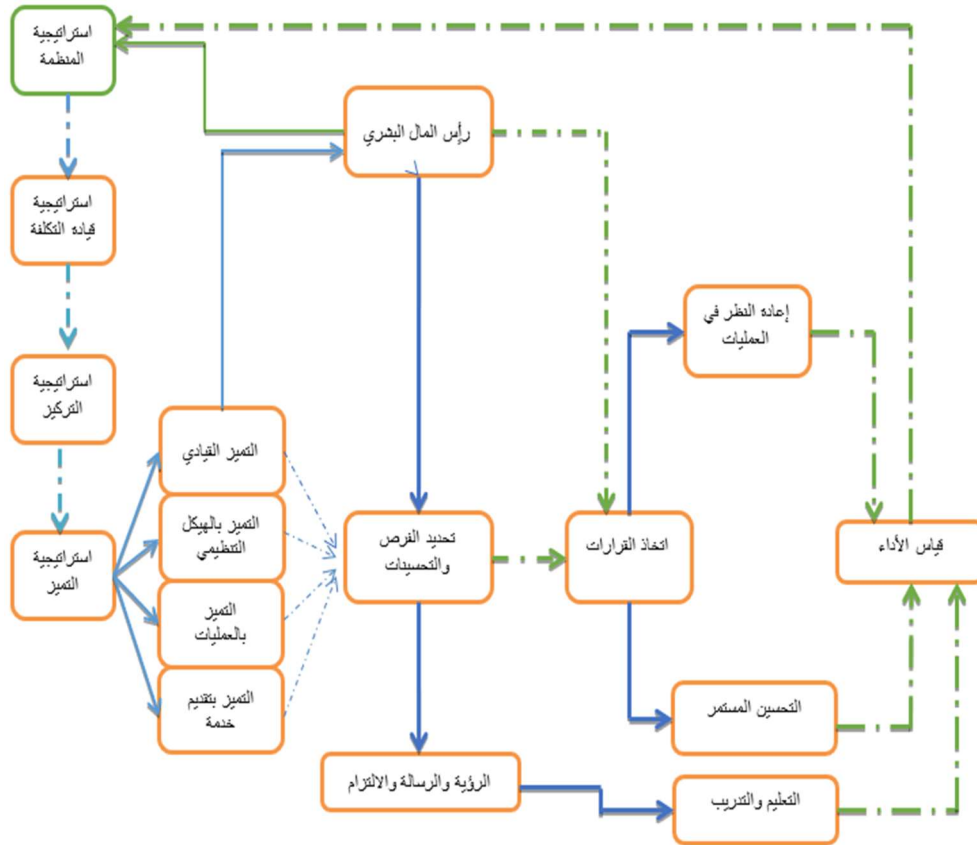 استراتيجية
المنظمة
رأس المال البشري
استراتيجية
قياده التكلفة
إعاده النظر في
العمليات
استراتيجية
التركيز
التميز القيادي
التميز بالهيكل
التنظيمي
التميز
بالعمليات
التميز بتقديم
خدمة
استراتيجية
التميز
تحديد الفرص
والتحسينات
اتخاذ القرارات
قياس الأداء
التحسين المستمر
الرؤية والرسالة والالتزام
التعليم والتدريب